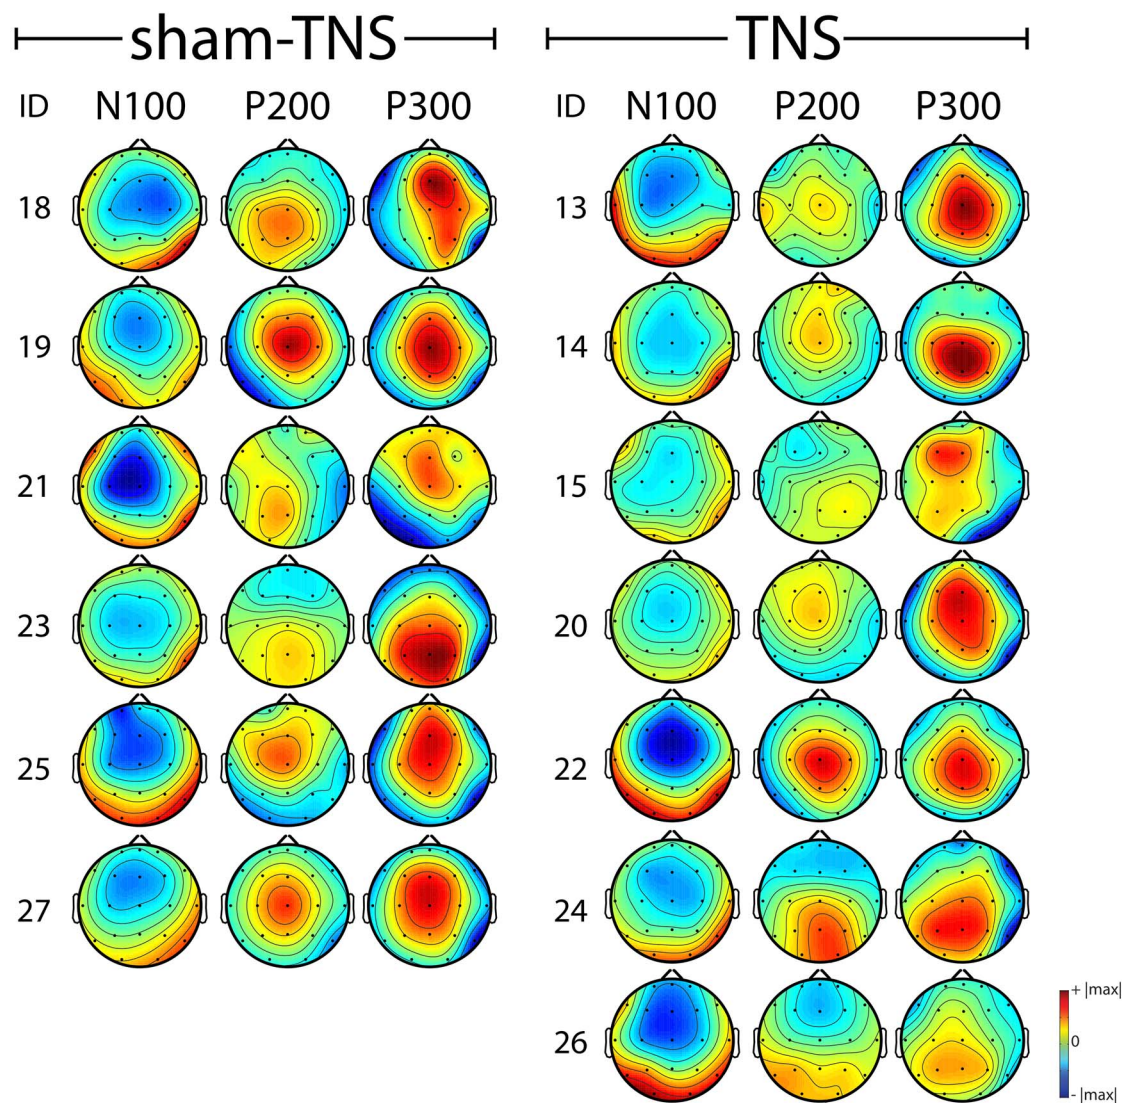 sham-TNS TNS
ID N100 P200 P300 ID N100 P200 P300
18 13
19 14
21 15
23 20
25 22
27 24
26
+ |max|
0
- |max|